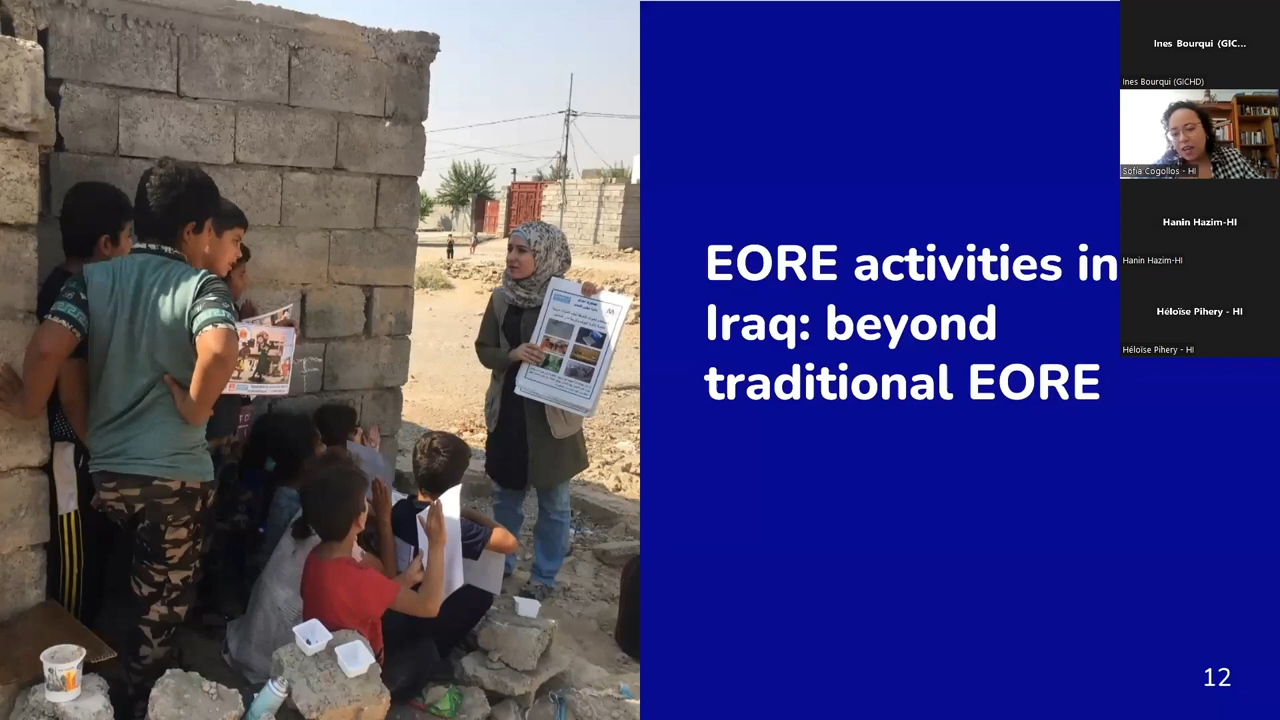 EORE activities in
Iraq: beyond
traditional EORE
12
Ines Bourqui (GIC...
Ines Bourqui (GICHD)
Sofia Cogollos - HI
Hanin Hazim-HI
Hanin Hazim-HI
Héloïse Pihery - HI
Héloïse Pihery - HI